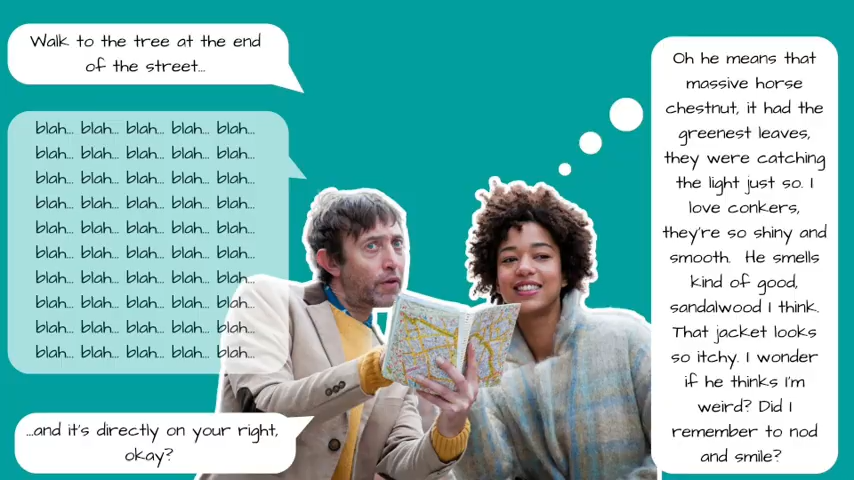 Walk to the tree at the end
of the street...
blah... blah... blah... blah... blah...
blah... blah... blah... blah... blah...
blah... blah... blah... blah... blah...
blah... blah... blah... blah... blah...
blah... blah... blah... blah... blah...
blah... blah... blah... blah... blah...
blah... blah... blah... blah... blah...
blah... blah... blah... blah... blah...
blah... blah... blah... blah... blah...
blah... blah... blah... blah... blah...
...and it's directly on your right,
okay?
Oh he means that
massive horse
chestnut, it had the
greenest leaves,
they were catching
the light just so. I
love conkers,
they're so shiny and
smooth. He smells
kind of good,
sandalwood I think.
That jacket looks
so itchy. I wonder
if he thinks I'm
weird? Did I
remember to nod
and smile?